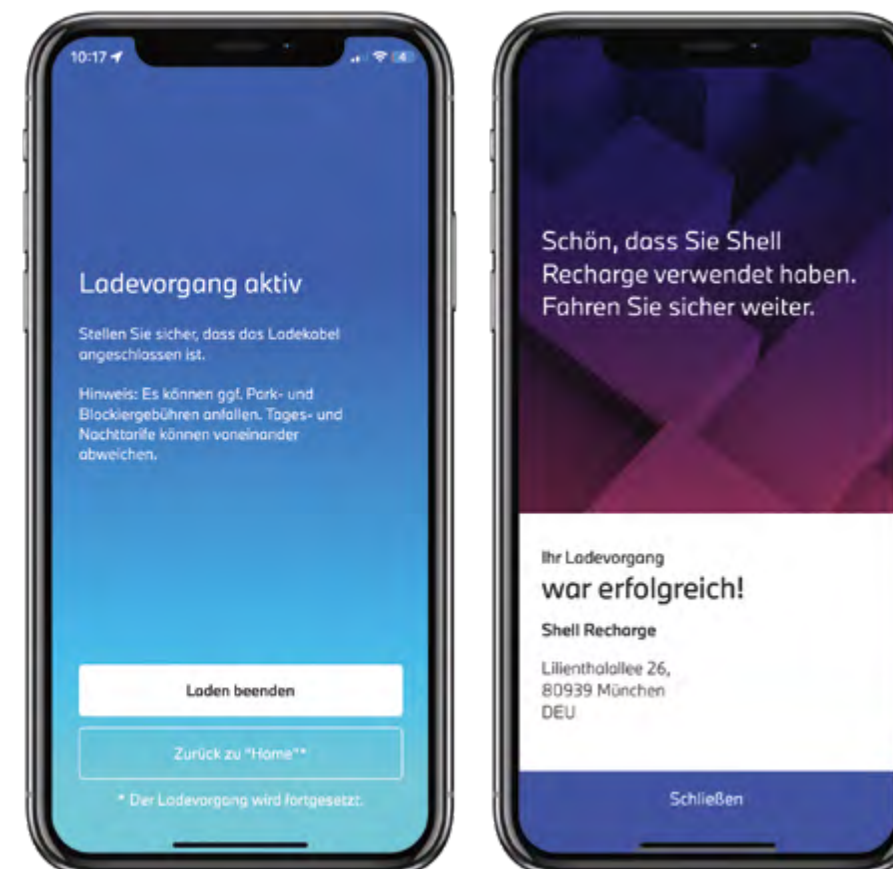 10:17
4
Ladevorgang aktiv
Stellen Sie sicher, dass das Ladekabel
angeschlossen ist.
Hinweis: Es können ggf. Park- und
Blockiergebühren anfallen. Tages- und
Nachttarife können voneinander
abweichen.
Laden beenden
Zurück zu "Home"*
* Der Ladevorgang wird fortgesetzt.
Schön, dass Sie Shell
Recharge verwendet haben.
Fahren Sie sicher weiter.
Ihr Ladevorgang
war erfolgreich!
Shell Recharge
Lilienthalallee 26,
80939 München
DEU
Schließen